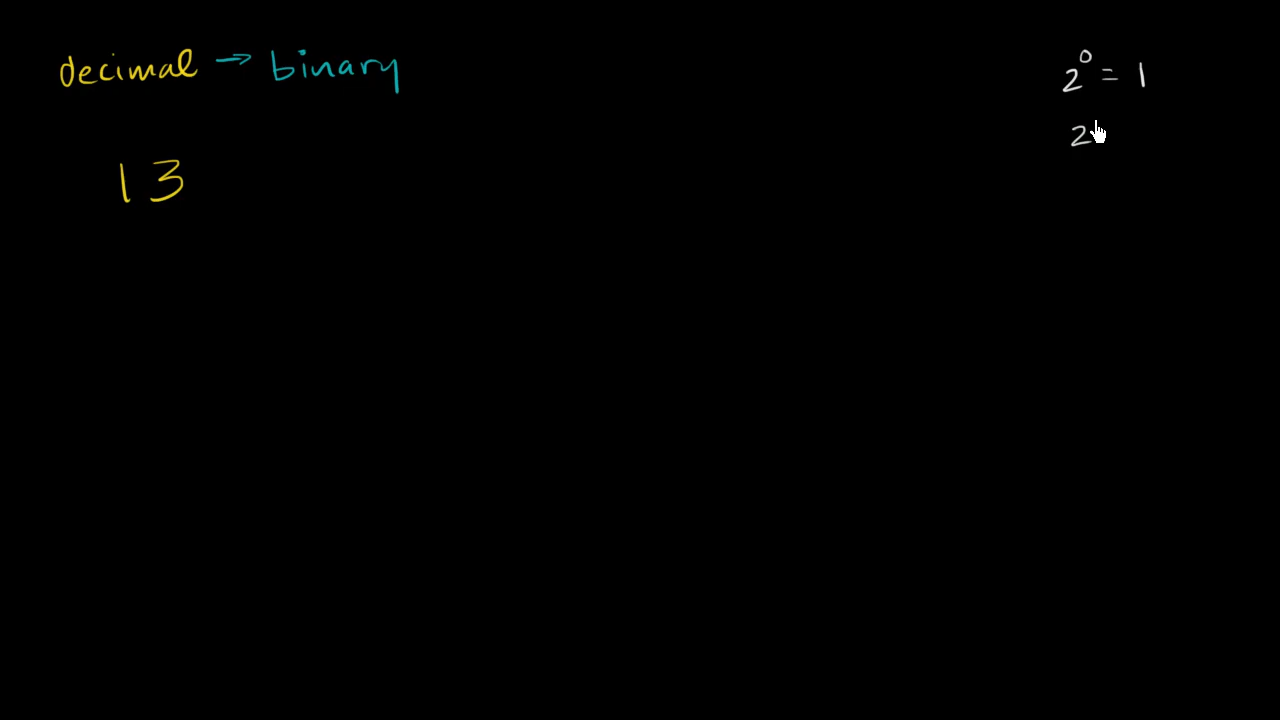 decimal → binary
2⁰ = 1
2
13